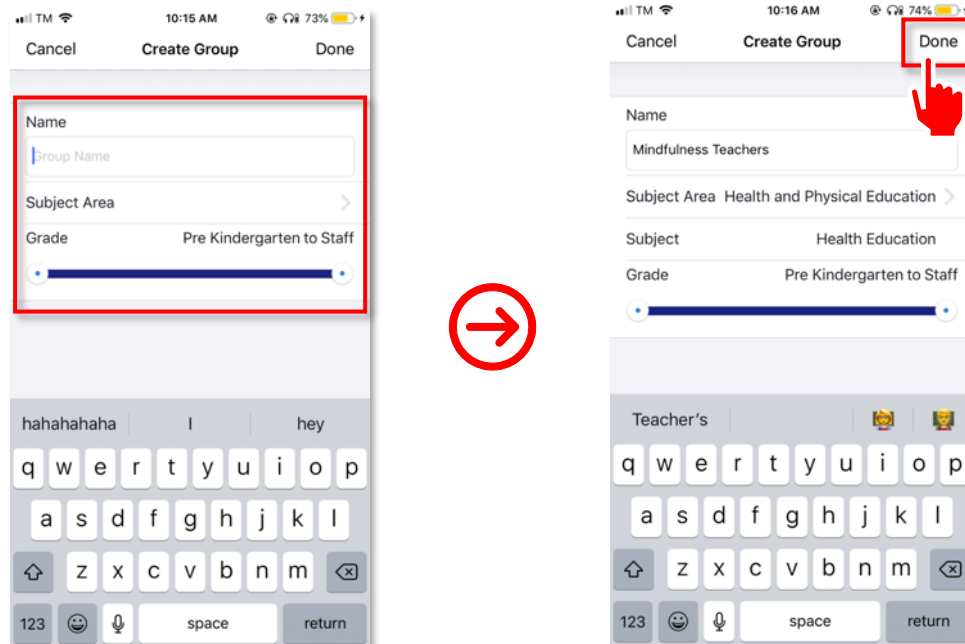 TM 10:15 AM 73%
Cancel Create Group Done
Name
Group Name
Subject Area
Grade Pre Kindergarten to Staff
hahahahaha I hey
q w e r t y u i o p
a s d f g h j k l
z x c v b n m
123 space return
TM 10:16 AM 74%
Cancel Create Group Done
Name
Mindfulness Teachers
Subject Area Health and Physical Education
Subject Health Education
Grade Pre Kindergarten to Staff
Teacher's
q w e r t y u i o p
a s d f g h j k l
z x c v b n m
123 space return